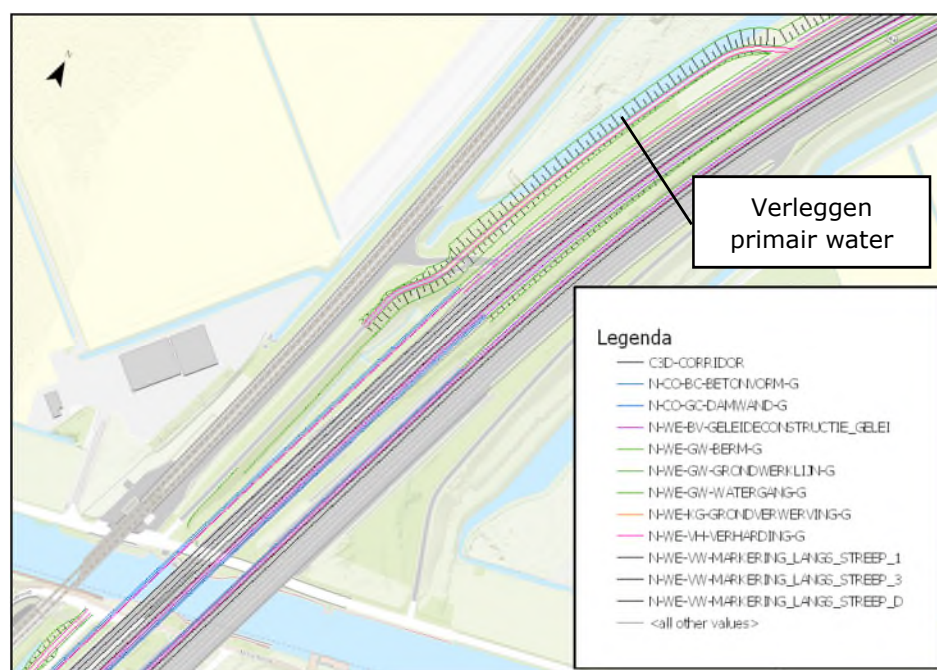 N
Verleggen
primair water
Legenda
C3D-CORRIDOR
N-CO-BC-BETONVORM-G
N-CO-GC-DAMWAND-G
N-WE-BV-GELEIDECONSTRUCTIE_GELEI
N-WE-GW-BERM-G
N-WE-GW-GRONDWERKLIJN-G
N-WE-GW-WATERGANG-G
N-WE-KG-GRONDVERWERVING-G
N-WE-VH-VERHARDING-G
N-WE-VW-MARKERING_LANGS_STREEP_1
N-WE-VW-MARKERING_LANGS_STREEP_3
N-WE-VW-MARKERING_LANGS_STREEP_D
<all other values>